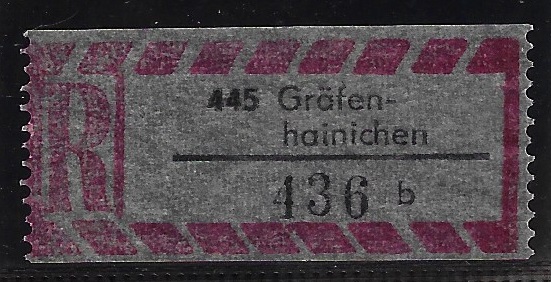 R
445 Gräfen-
hainichen
436 b